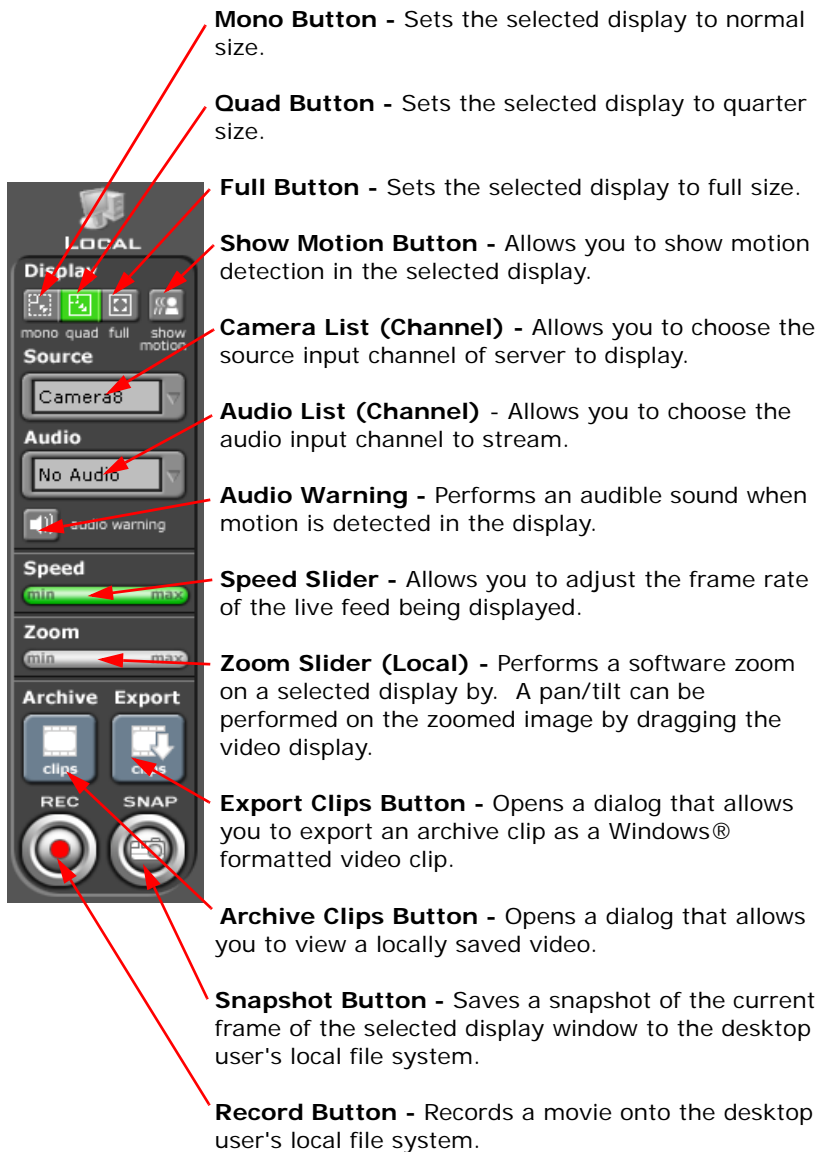 Mono Button - Sets the selected display to normal
size.
Quad Button - Sets the selected display to quarter
size.
Full Button - Sets the selected display to full size.
Show Motion Button - Allows you to show motion
detection in the selected display.
Camera List (Channel) - Allows you to choose the
source input channel of server to display.
Audio List (Channel) - Allows you to choose the
audio input channel to stream.
Audio Warning - Performs an audible sound when
motion is detected in the display.
Speed Slider - Allows you to adjust the frame rate
of the live feed being displayed.
Zoom Slider (Local) - Performs a software zoom
on a selected display by. A pan/tilt can be
performed on the zoomed image by dragging the
video display.
Export Clips Button - Opens a dialog that allows
you to export an archive clip as a Windows®
formatted video clip.
Archive Clips Button - Opens a dialog that allows
you to view a locally saved video.
Snapshot Button - Saves a snapshot of the current
frame of the selected display window to the desktop
user's local file system.
Record Button - Records a movie onto the desktop
user's local file system.
LOCAL
Display
mono quad full show
motion
Source
Camera8
Audio
No Audio
audio warning
Speed
min max
Zoom
min max
Archive Export
clips clips
REC SNAP